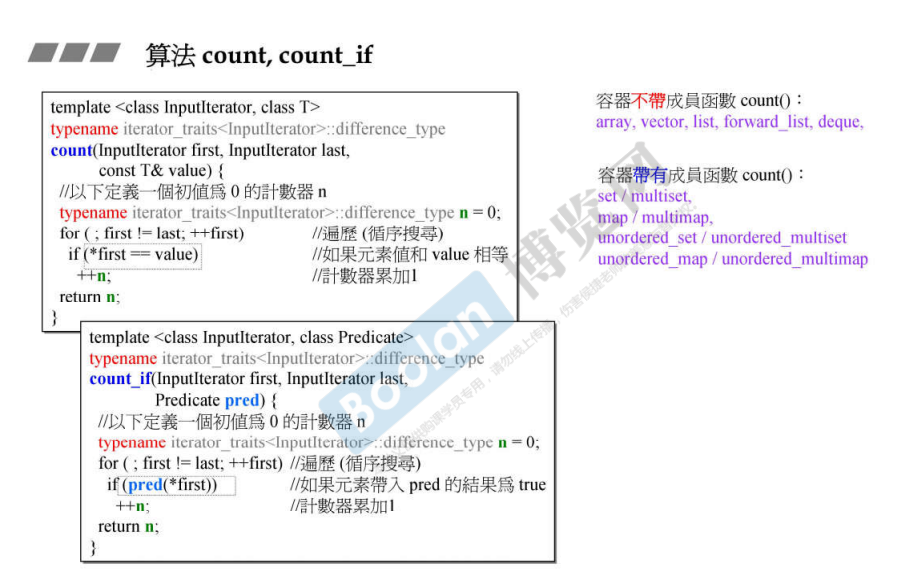 算法 count, count_if
template <class InputIterator, class T>
typename iterator_traits<InputIterator>::difference_type
count(InputIterator first, InputIterator last,
const T& value) {
//以下定義一個初值爲 0 的計數器 n
typename iterator_traits<InputIterator>::difference_type n = 0;
for ( ; first != last; ++first) //遍歷 (循序搜尋)
if (*first == value) //如果元素值和 value 相等
++n; //計數器累加1
return n;
}
template <class InputIterator, class Predicate>
typename iterator_traits<InputIterator>::difference_type
count_if(InputIterator first, InputIterator last,
Predicate pred) {
//以下定義一個初值爲 0 的計數器 n
typename iterator_traits<InputIterator>::difference_type n = 0;
for ( ; first != last; ++first) //遍歷 (循序搜尋)
if (pred(*first)) //如果元素帶入 pred 的結果爲 true
++n; //計數器累加1
return n;
}
容器不帶成員函數 count()：
array, vector, list, forward_list, deque,
容器帶有成員函數 count()：
set / multiset,
map / multimap,
unordered_set / unordered_multiset
unordered_map / unordered_multimap
Boolan 博览网